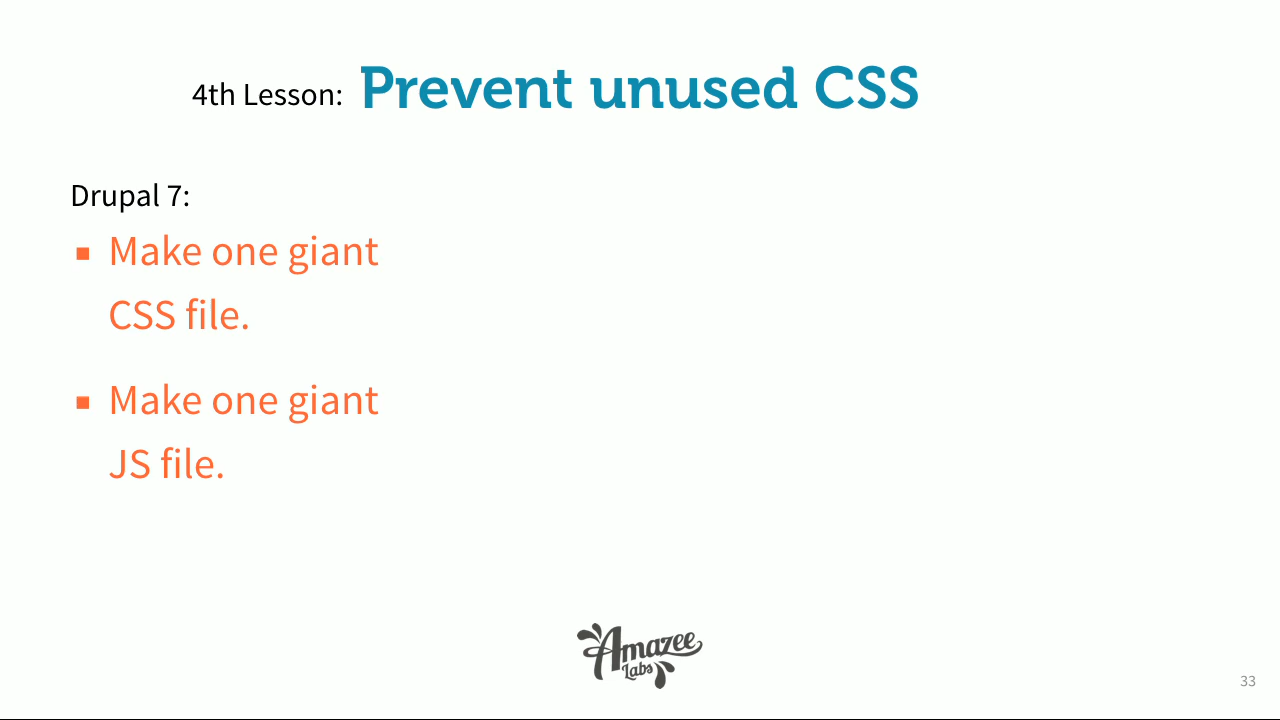 4th Lesson: Prevent unused CSS
Drupal 7:
Make one giant
CSS file.
Make one giant
JS file.
Amazee
Labs
33